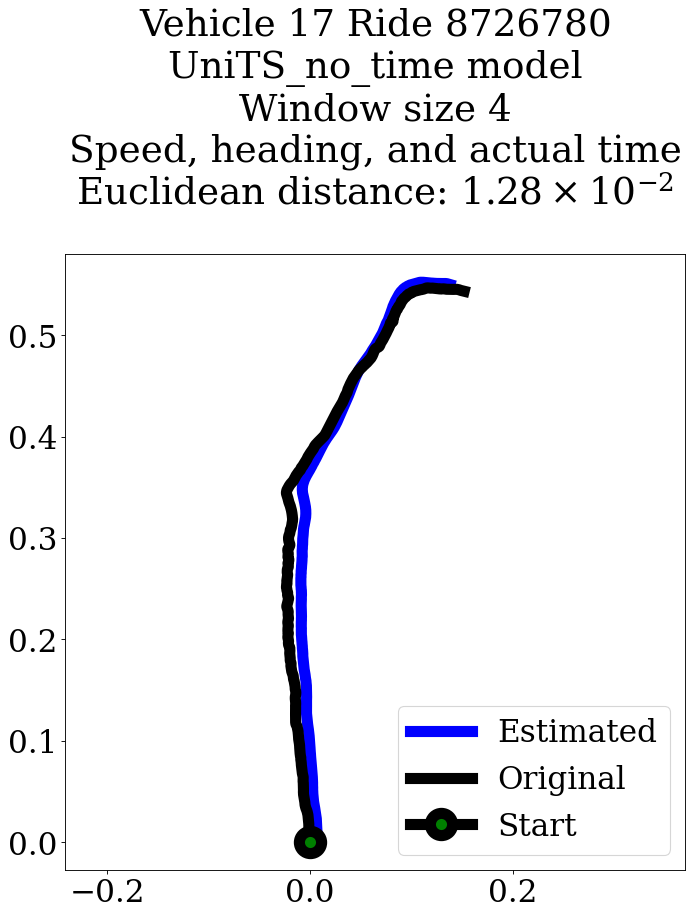 Vehicle 17 Ride 8726780
UniTS_no_time model
Window size 4
Speed, heading, and actual time
Euclidean distance: 1.28 × 10⁻²
0.5
0.4
0.3
0.2
0.1
0.0
−0.2
0.0
0.2
Estimated
Original
Start